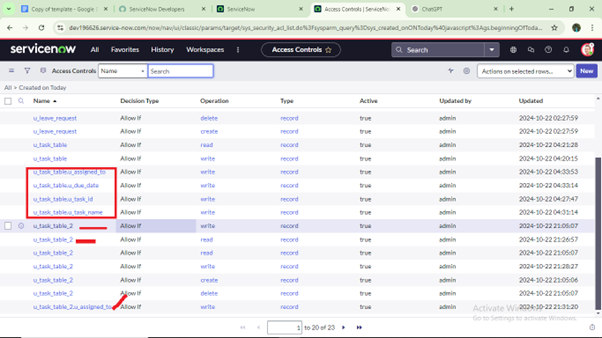 Copy of template - Google
ServiceNow Developers
ServiceNow
Access Controls | ServiceNow
ChatGPT
dev196628.service-now.com/now/nav/ui/classic/params/target/sys_security_acl_list.do%3Fsysparm_query%3Dsys_created_onONToday%40javascript%3Ags.beginningOfToday...
servicenow All Favorites History Workspaces Access Controls Search
Access Controls Name Search Actions on selected rows... New
All > Created on Today
Name Decision Type Operation Type Active Updated by Updated
u_leave_request Allow If delete record true admin 2024-10-22 02:27:59
u_leave_request Allow If create record true admin 2024-10-22 02:27:59
u_task_table Allow If read record true admin 2024-10-22 04:21:28
u_task_table Allow If write record true admin 2024-10-22 04:20:15
u_task_table.u_assigned_to Allow If write record true admin 2024-10-22 04:33:53
u_task_table.u_due_date Allow If write record true admin 2024-10-22 04:33:14
u_task_table.u_task_id Allow If write record true admin 2024-10-22 04:27:47
u_task_table.u_task_name Allow If write record true admin 2024-10-22 04:31:14
u_task_table_2 Allow If write record true admin 2024-10-22 21:05:07
u_task_table_2 Allow If read record true admin 2024-10-22 21:26:57
u_task_table_2 Allow If read record true admin 2024-10-22 21:05:07
u_task_table_2 Allow If write record true admin 2024-10-22 21:28:27
u_task_table_2 Allow If create record true admin 2024-10-22 21:05:06
u_task_table_2 Allow If delete record true admin 2024-10-22 21:05:07
u_task_table_2.u_assigned_to Allow If write record true admin 2024-10-22 21:31:20
Activate Windows
Go to Settings to activate Windows.
1 to 20 of 23